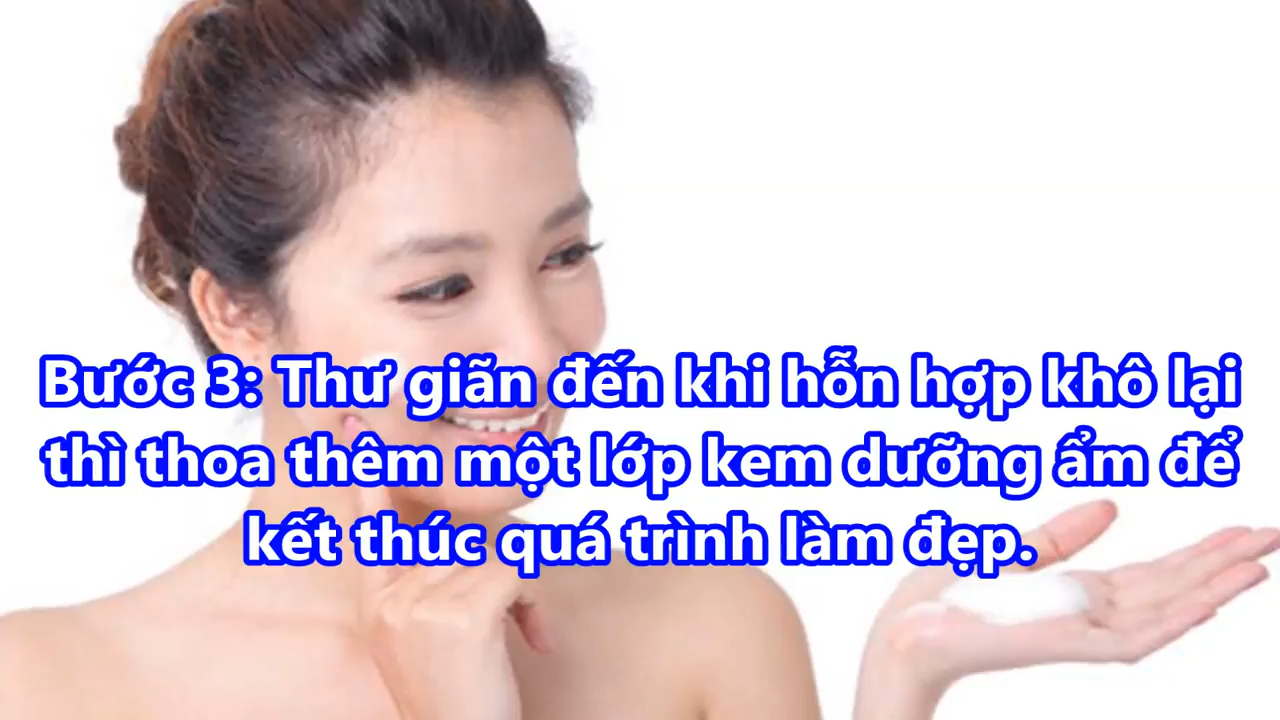 Bước 3: Thư giãn đến khi hỗn hợp khô lại
thì thoa thêm một lớp kem dưỡng ẩm để
kết thúc quá trình làm đẹp.